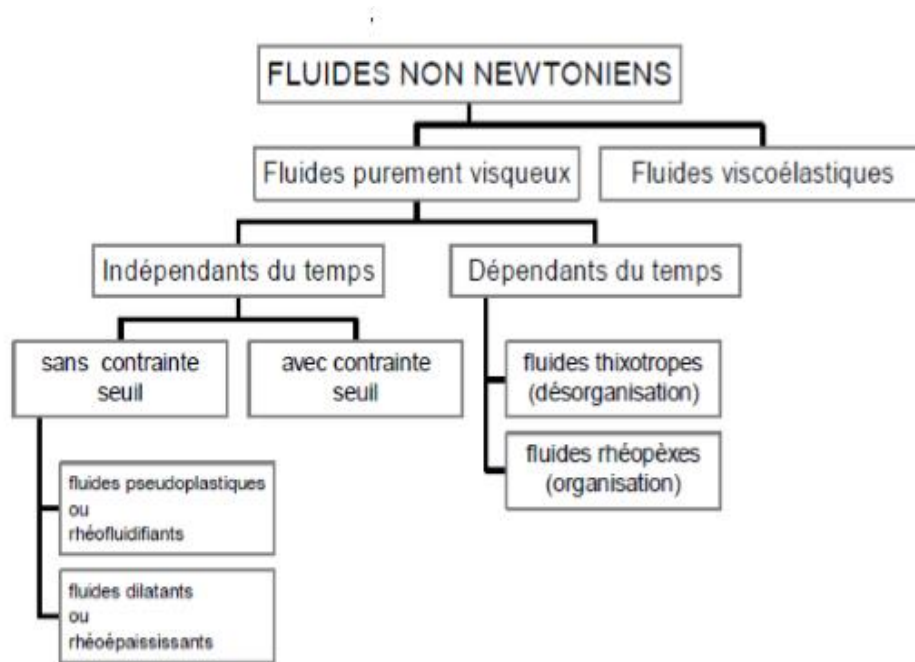 FLUIDES NON NEWTONIENS
Fluides purement visqueux
Fluides viscoélastiques
Indépendants du temps
Dépendants du temps
sans contrainte
seuil
avec contrainte
seuil
fluides thixotropes
(désorganisation)
fluides rhéopèxes
(organisation)
fluides pseudoplastiques
ou
rhéofluidifiants
fluides dilatants
ou
rhéoépaississants